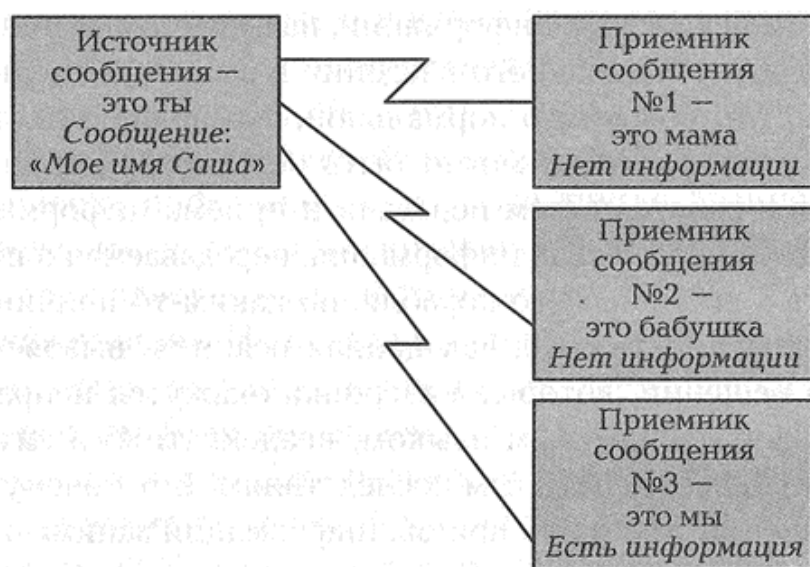 Источник
сообщения —
это ты
Сообщение:
«Мое имя Саша»
Приемник
сообщения
№1 —
это мама
Нет информации
Приемник
сообщения
№2 —
это бабушка
Нет информации
Приемник
сообщения
№3 —
это мы
Есть информация